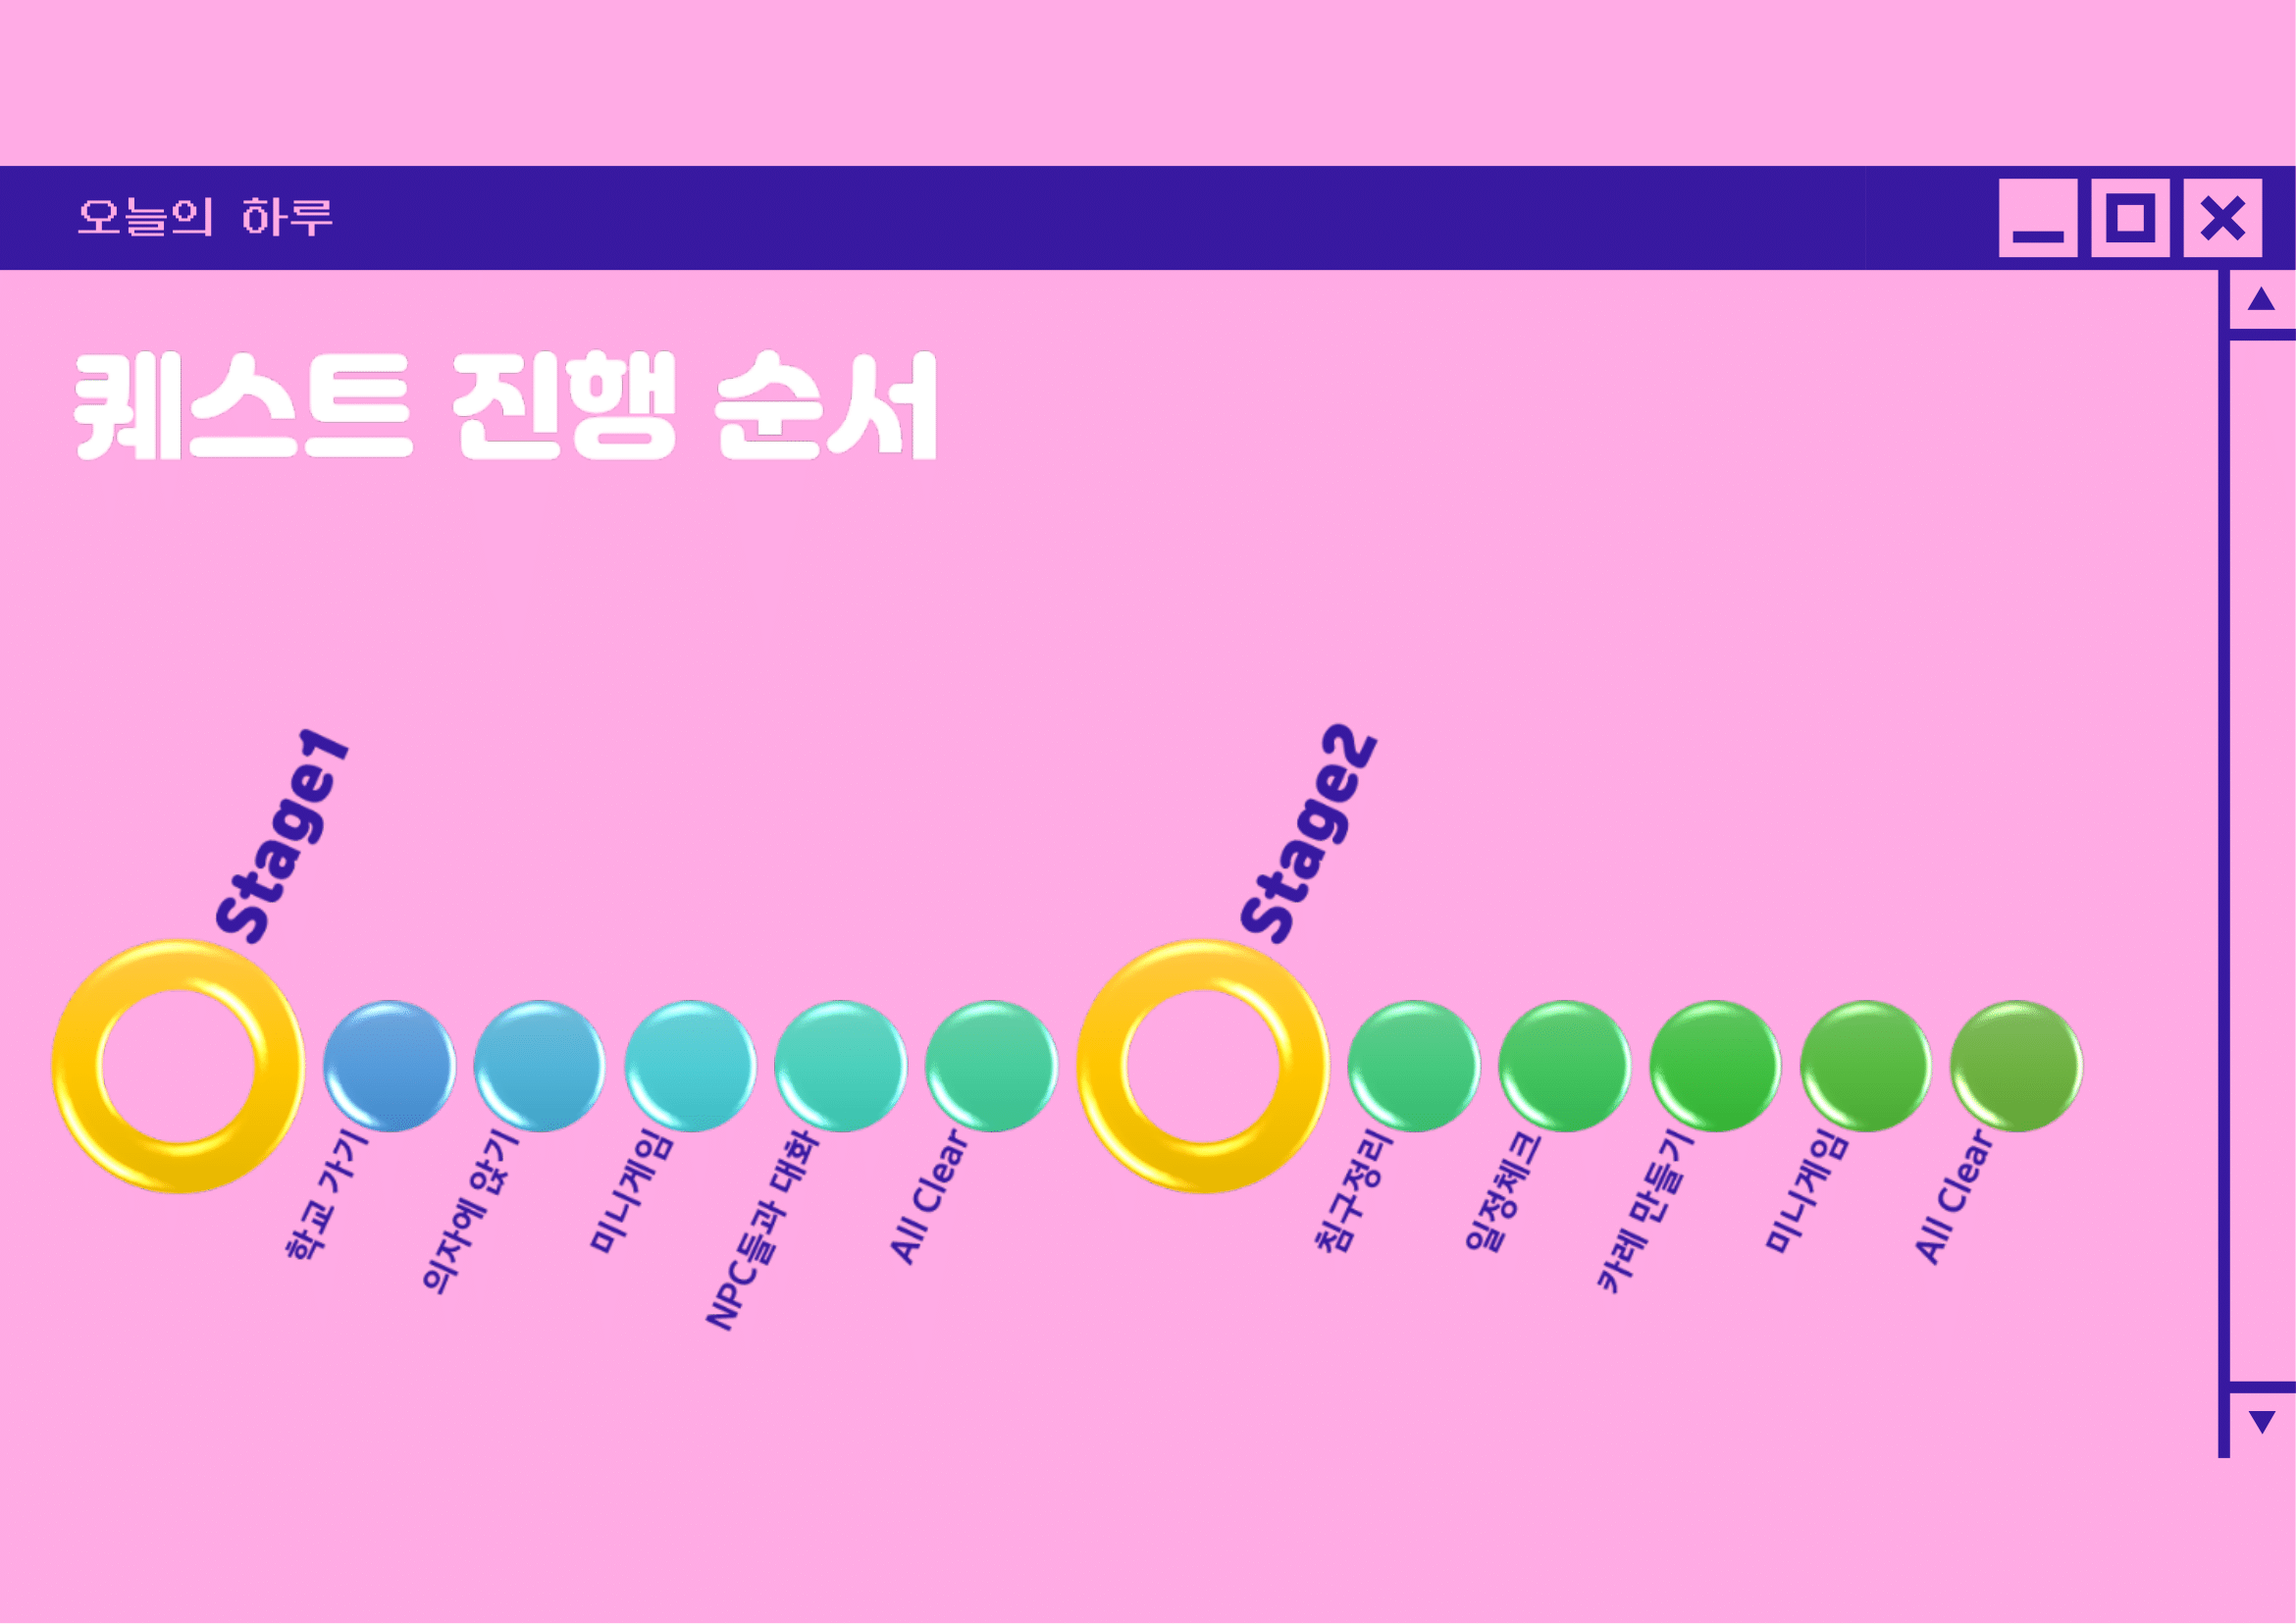 오늘의 하루
퀘스트 진행 순서
Stage1
학교 가기
의자에 앉기
미니게임
NPC들과 대화
All Clear
Stage2
침구정리
일정체크
카레 만들기
미니게임
All Clear